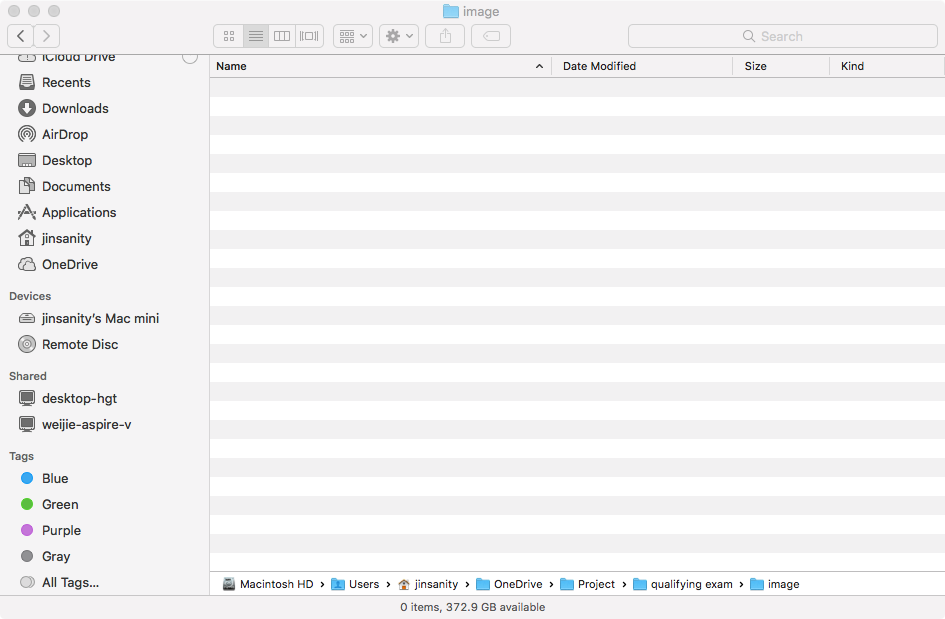 image
Search
iCloud Drive
Recents
Downloads
AirDrop
Desktop
Documents
Applications
jinsanity
OneDrive
Devices
jinsanity's Mac mini
Remote Disc
Shared
desktop-hgt
weijie-aspire-v
Tags
Blue
Green
Purple
Gray
All Tags...
Name Date Modified Size Kind
Macintosh HD › Users › jinsanity › OneDrive › Project › qualifying exam › image
0 items, 372.9 GB available